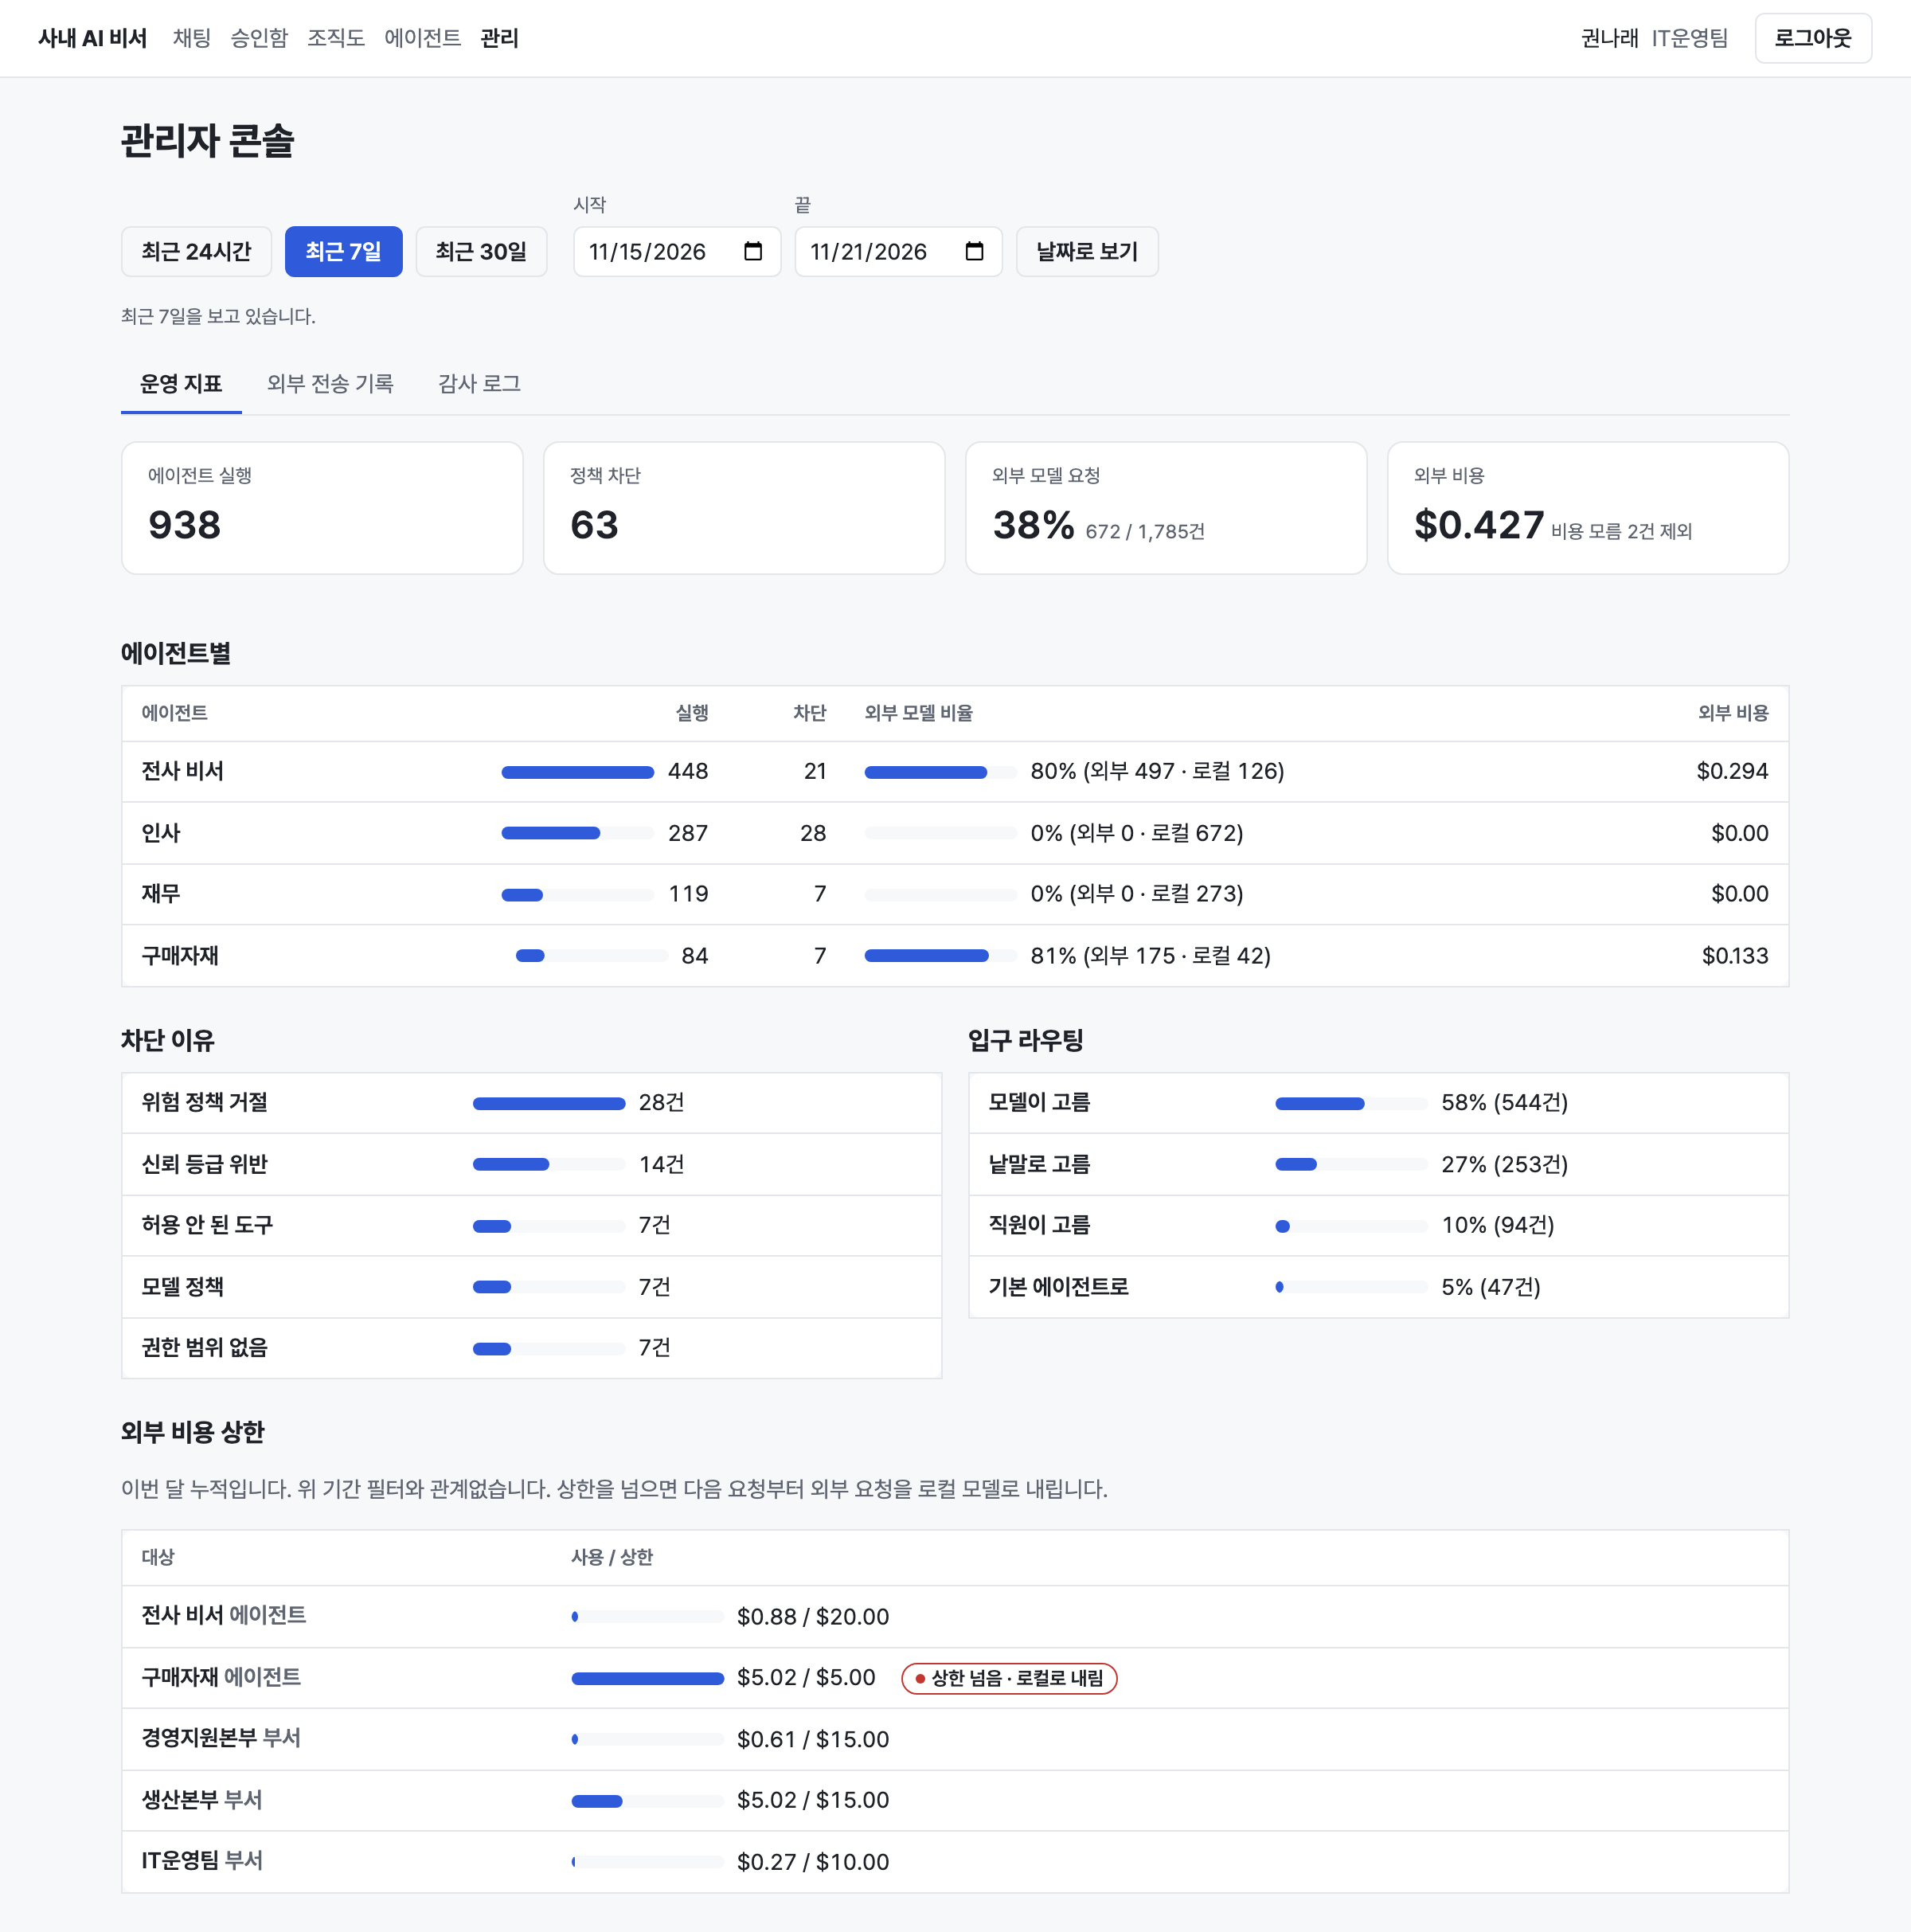 사내 AI 비서 채팅 승인함 조직도 에이전트 관리 권나래 IT운영팀 로그아웃
관리자 콘솔
시작 끝
최근 24시간 최근 7일 최근 30일 11/15/2026 11/21/2026 날짜로 보기
최근 7일을 보고 있습니다.
운영 지표 외부 전송 기록 감사 로그
에이전트 실행 정책 차단 외부 모델 요청 외부 비용
938 63 38% 672 / 1,785건 $0.427 비용 모름 2건 제외
에이전트별
에이전트 실행 차단 외부 모델 비율 외부 비용
전사 비서 448 21 80% (외부 497 · 로컬 126) $0.294
인사 287 28 0% (외부 0 · 로컬 672) $0.00
재무 119 7 0% (외부 0 · 로컬 273) $0.00
구매자재 84 7 81% (외부 175 · 로컬 42) $0.133
차단 이유
위험 정책 거절 28건
신뢰 등급 위반 14건
허용 안 된 도구 7건
모델 정책 7건
권한 범위 없음 7건
입구 라우팅
모델이 고름 58% (544건)
낱말로 고름 27% (253건)
직원이 고름 10% (94건)
기본 에이전트로 5% (47건)
외부 비용 상한
이번 달 누적입니다. 위 기간 필터와 관계없습니다. 상한을 넘으면 다음 요청부터 외부 요청을 로컬 모델로 내립니다.
대상 사용 / 상한
전사 비서 에이전트 $0.88 / $20.00
구매자재 에이전트 $5.02 / $5.00 상한 넘음 · 로컬로 내림
경영지원본부 부서 $0.61 / $15.00
생산본부 부서 $5.02 / $15.00
IT운영팀 부서 $0.27 / $10.00